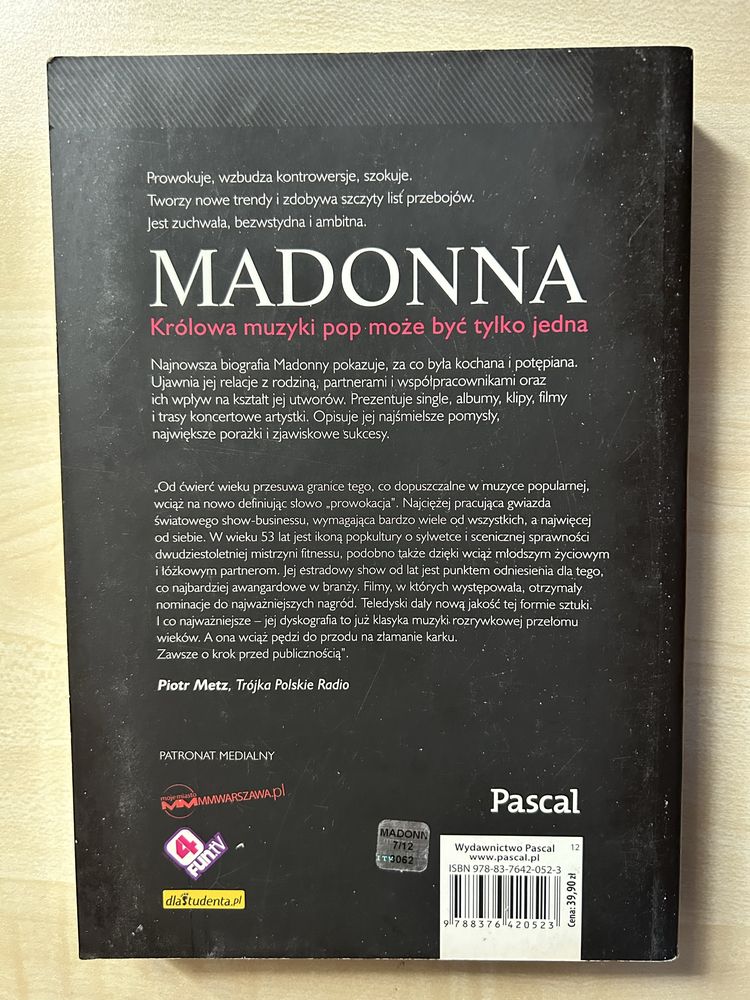 Prowokuje, wzbudza kontrowersje, szokuje.
Tworzy nowe trendy i zdobywa szczyty list przebojów.
Jest zuchwała, bezwstydna i ambitna.
MADONNA
Królowa muzyki pop może być tylko jedna
Najnowsza biografia Madonny pokazuje, za co była kochana i potępiana.
Ujawnia jej relacje z rodziną, partnerami i współpracownikami oraz
ich wpływ na kształt jej utworów. Prezentuje single, albumy, klipy, filmy
i trasy koncertowe artystki. Opisuje jej najśmielsze pomysły,
największe porażki i zjawiskowe sukcesy.
„Od ćwierć wieku przesuwa granice tego, co dopuszczalne w muzyce popularnej,
wciąż na nowo definiując słowo „prowokacja”. Najciężej pracująca gwiazda
światowego show-businessu, wymagająca bardzo wiele od wszystkich, a najwięcej
od siebie. W wieku 53 lat jest ikoną popkultury o sylwetce i scenicznej sprawności
dwudziestoletniej mistrzyni fitnessu, podobno także dzięki wciąż młodszym życiowym
i łóżkowym partnerom. Jej estradowy show od lat jest punktem odniesienia dla tego,
co najbardziej awangardowe w branży. Filmy, w których występowała, otrzymały
nominacje do najważniejszych nagród. Teledyski dały nową jakość tej formie sztuki.
I co najważniejsze – jej dyskografia to już klasyka muzyki rozrywkowej przełomu
wieków. A ona wciąż pędzi do przodu na złamanie karku.
Zawsze o krok przed publicznością”.
Piotr Metz, Trójka Polskie Radio
PATRONAT MEDIALNY
moje miasto
MM MMWARSZAWA.pl
4
FUN.TV
dlaStudenta.pl
Pascal
MADONN
7/12
3062
Wydawnictwo Pascal 12
www.pascal.pl
ISBN 978-83-7642-052-3
9 788376 420523
Cena: 39,90 zł